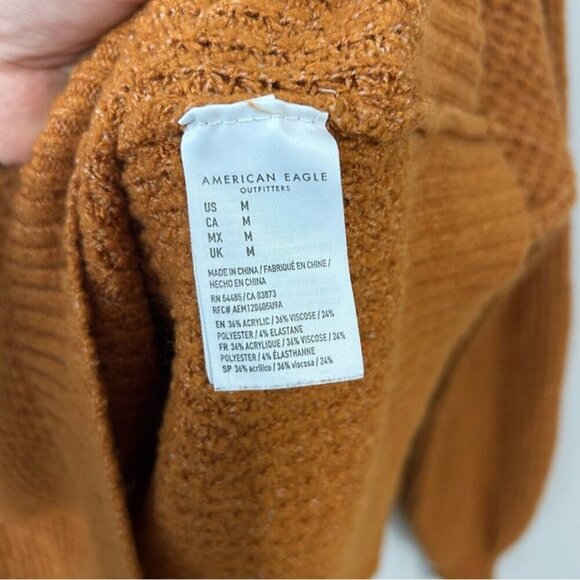 AMERICAN EAGLE
OUTFITTERS
US M
CA M
MX M
UK M
MADE IN CHINA / FABRIQUÉ EN CHINE /
HECHO EN CHINA
RN 54485 / CA 03873
RFC# AEM120605U9A
EN 36% ACRYLIC / 36% VISCOSE / 24%
POLYESTER / 4% ELASTANE
FR 36% ACRYLIQUE / 36% VISCOSE / 24%
POLYESTER / 4% ÉLASTHANNE
SP 36% acrílico / 36% viscosa / 24%